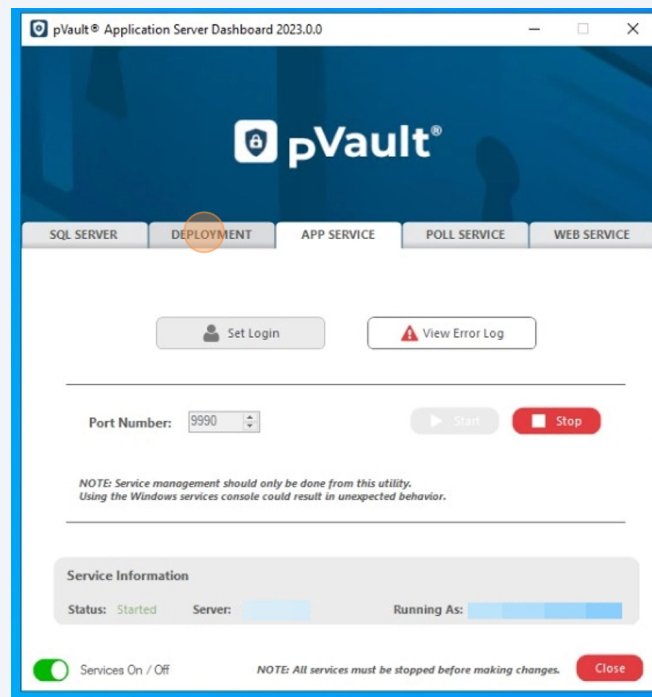 pVault® Application Server Dashboard 2023.0.0
pVault®
SQL SERVER DEPLOYMENT APP SERVICE POLL SERVICE WEB SERVICE
Set Login View Error Log
Port Number: 9990 Start Stop
NOTE: Service management should only be done from this utility.
Using the Windows services console could result in unexpected behavior.
Service Information
Status: Started Server: Running As:
Services On / Off NOTE: All services must be stopped before making changes. Close